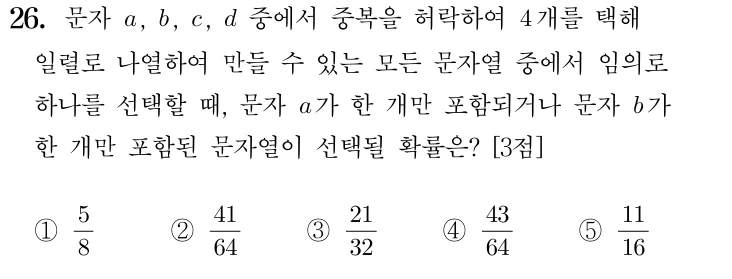 26. 문자 a, b, c, d 중에서 중복을 허락하여 4개를 택해
일렬로 나열하여 만들 수 있는 모든 문자열 중에서 임의로
하나를 선택할 때, 문자 a가 한 개만 포함되거나 문자 b가
한 개만 포함된 문자열이 선택될 확률은? [3점]
① 5/8 ② 41/64 ③ 21/32 ④ 43/64 ⑤ 11/16